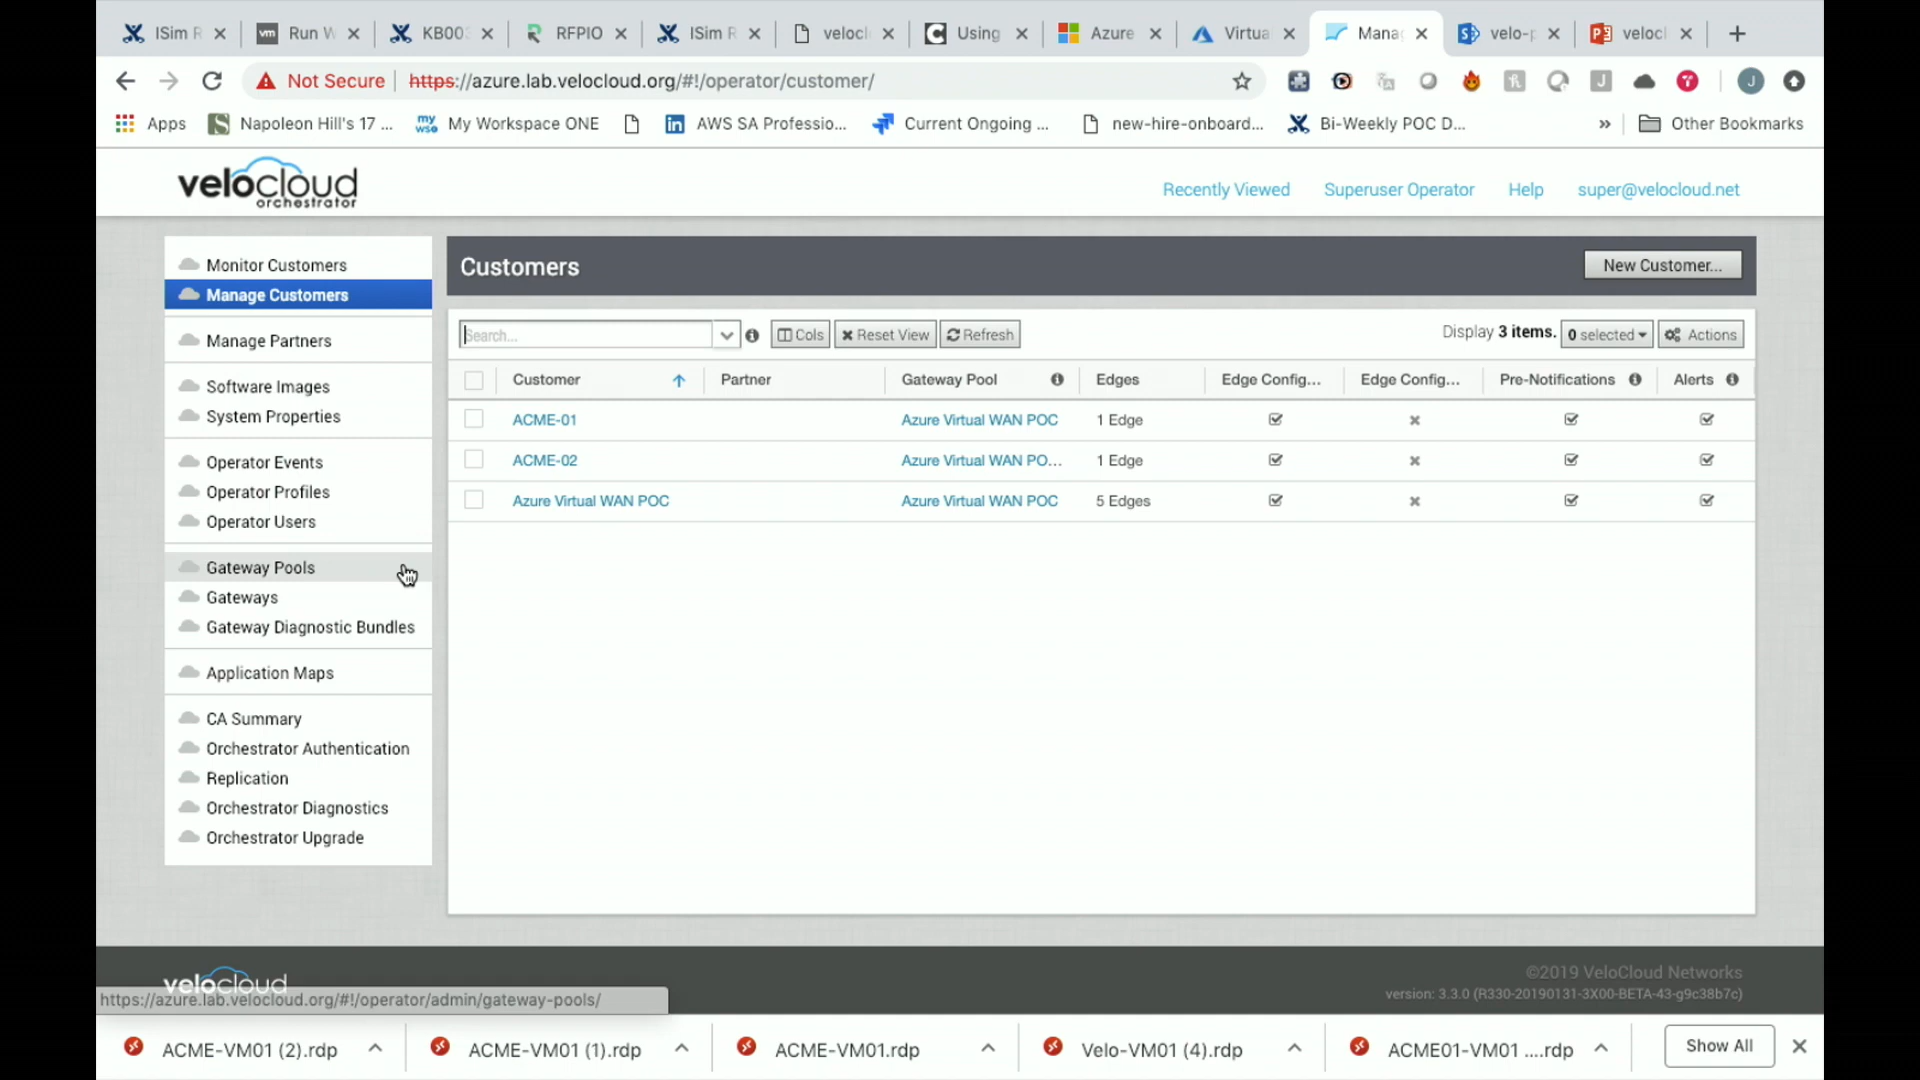 ISim R
Run W
KB003
RFPIO
ISim R
velocl
Using
Azure
Virtua
Mana
velo-p
velocl
Not Secure
https://azure.lab.velocloud.org/#!/operator/customer/
Apps
Napoleon Hill's 17 ...
my wso
My Workspace ONE
AWS SA Professio...
Current Ongoing ...
new-hire-onboard...
Bi-Weekly POC D...
»
Other Bookmarks
velocloud
orchestrator
Recently Viewed
Superuser Operator
Help
super@velocloud.net
Monitor Customers
Manage Customers
Manage Partners
Software Images
System Properties
Operator Events
Operator Profiles
Operator Users
Gateway Pools
Gateways
Gateway Diagnostic Bundles
Application Maps
CA Summary
Orchestrator Authentication
Replication
Orchestrator Diagnostics
Orchestrator Upgrade
Customers
New Customer...
Search...
Cols
Reset View
Refresh
Display 3 items.
0 selected
Actions
Customer Partner Gateway Pool Edges Edge Config... Edge Config... Pre-Notifications Alerts
ACME-01 Azure Virtual WAN POC 1 Edge
ACME-02 Azure Virtual WAN PO... 1 Edge
Azure Virtual WAN POC Azure Virtual WAN POC 5 Edges
velocloud
©2019 VeloCloud Networks
version: 3.3.0 (R330-20190131-3X00-BETA-43-g9c38b7c)
https://azure.lab.velocloud.org/#!/operator/admin/gateway-pools/
ACME-VM01 (2).rdp
ACME-VM01 (1).rdp
ACME-VM01.rdp
Velo-VM01 (4).rdp
ACME01-VM01 ....rdp
Show All